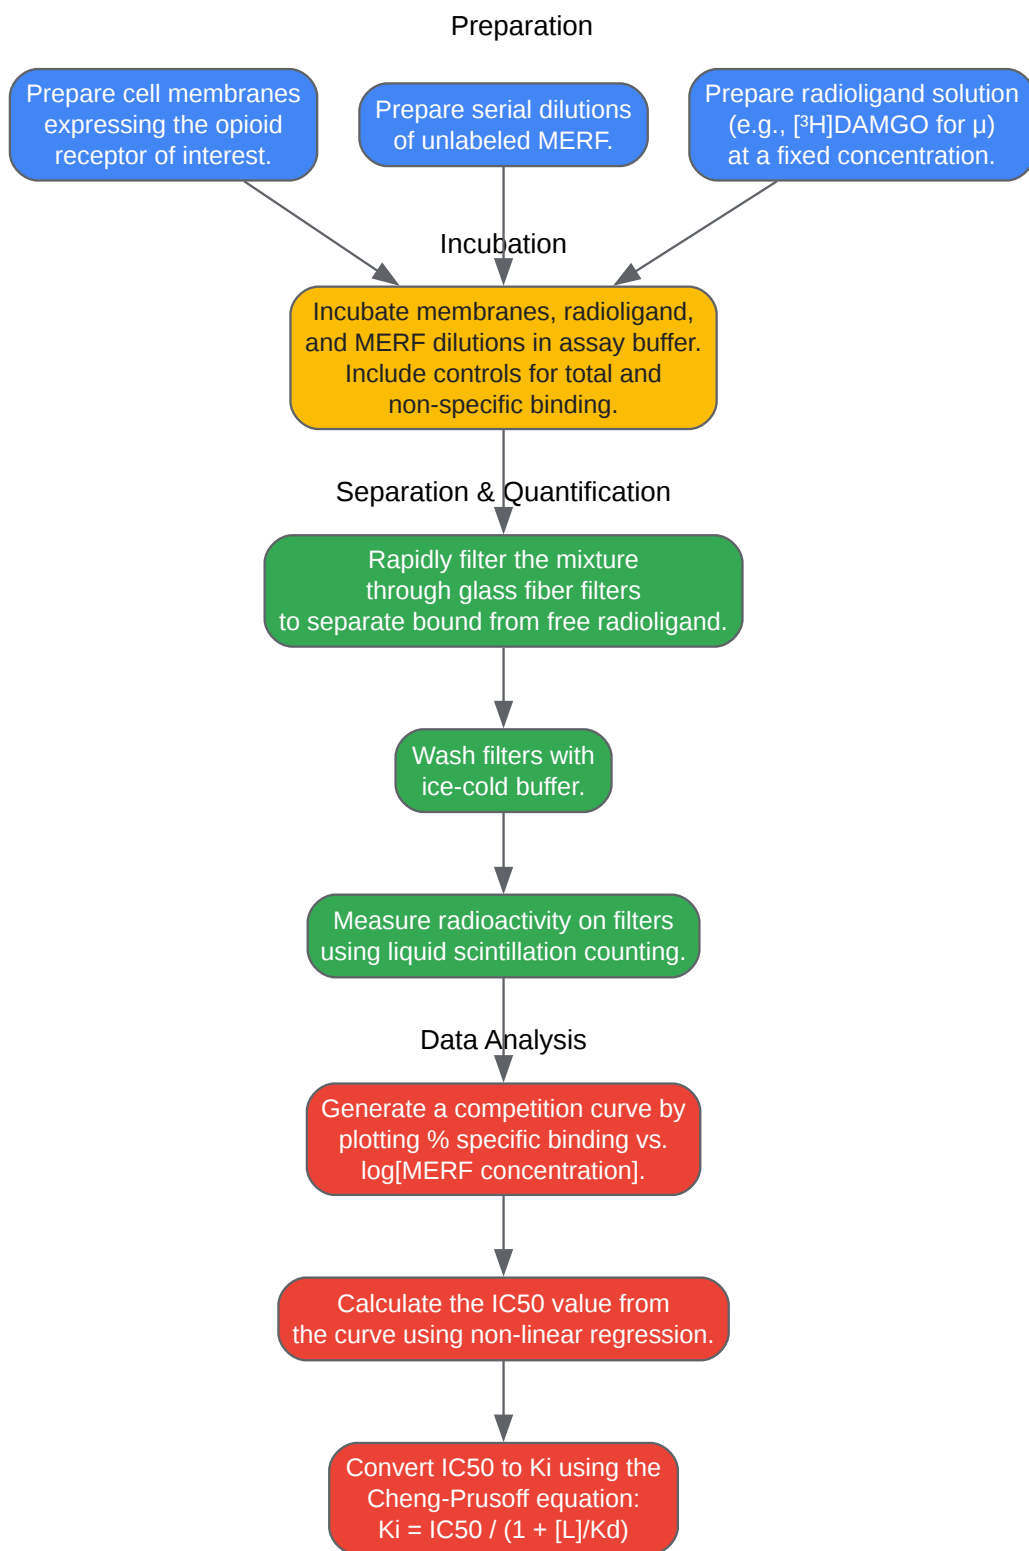 Preparation
Prepare cell membranes
expressing the opioid
receptor of interest.
Prepare serial dilutions
of unlabeled MERF.
Prepare radioligand solution
(e.g., [³H]DAMGO for μ)
at a fixed concentration.
Incubation
Incubate membranes, radioligand,
and MERF dilutions in assay buffer.
Include controls for total and
non-specific binding.
Separation & Quantification
Rapidly filter the mixture
through glass fiber filters
to separate bound from free radioligand.
Wash filters with
ice-cold buffer.
Measure radioactivity on filters
using liquid scintillation counting.
Data Analysis
Generate a competition curve by
plotting % specific binding vs.
log[MERF concentration].
Calculate the IC50 value from
the curve using non-linear regression.
Convert IC50 to Ki using the
Cheng-Prusoff equation:
Ki = IC50 / (1 + [L]/Kd)